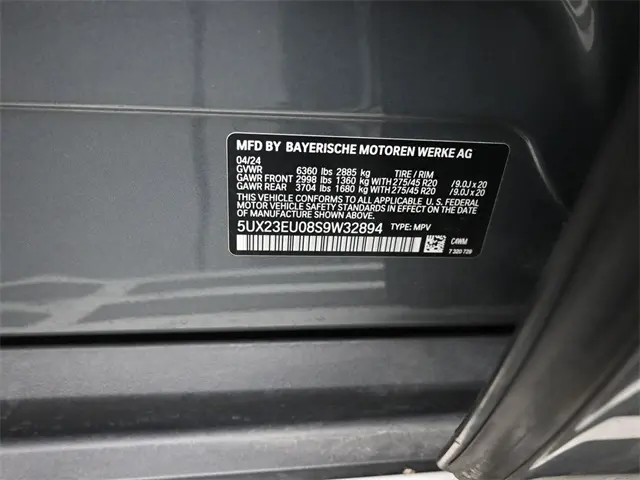 MFD BY BAYERISCHE MOTOREN WERKE AG
04/24
GVWR 6360 lbs 2885 kg TIRE / RIM
GAWR FRONT 2998 lbs 1360 kg WITH 275/45 R20 / 9.0J x 20
GAWR REAR 3704 lbs 1680 kg WITH 275/45 R20 / 9.0J x 20
THIS VEHICLE CONFORMS TO ALL APPLICABLE U. S. FEDERAL
MOTOR VEHICLE SAFETY STANDARDS IN EFFECT ON THE
DATE OF MANUFACTURE SHOWN ABOVE.
5UX23EU08S9W32894 TYPE: MPV
C4WM
7 320 729